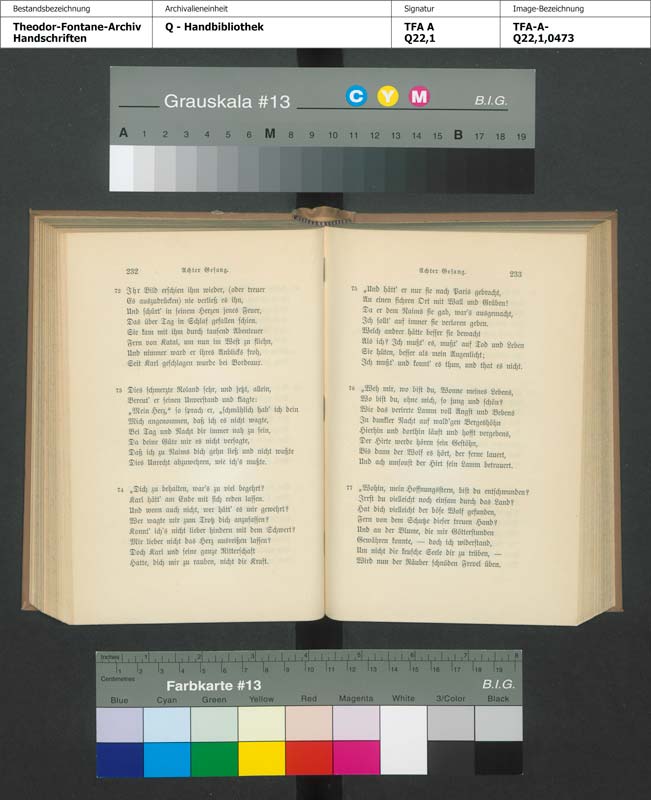 Bestandsbezeichnung
Theodor-Fontane-Archiv
Handschriften
Archivalieneinheit
Q - Handbibliothek
Signatur
TFA A
Q22,1
Image-Bezeichnung
TFA-A-
Q22,1,0473
Grauskala #13
C Y M
B.I.G.
A 1 2 3 4 5 6 M 8 9 10 11 12 13 14 15 B 17 18 19
232 Achter Gesang.
72 Ihr Bild erschien ihm wieder, (oder treuer
Es auszudrücken) nie verließ es ihn,
Und schürt' in seinem Herzen jenes Feuer,
Das über Tag in Schlaf gefallen schien.
Sie kam mit ihm durch tausend Abenteuer
Fern von Katai, um nun im West zu fliehn,
Und nimmer ward er ihres Anblicks froh,
Seit Karl geschlagen wurde bei Bordeaux.
73 Dies schmerzte Roland sehr, und jetzt, allein,
Bereut' er seinen Unverstand und klagte:
„Mein Herz,“ so sprach er, „schmählich hab' ich dein
Mich angenommen, daß ich es nicht wagte,
Bei Tag und Nacht dir immer nah zu sein,
Da deine Güte mir es nicht versagte,
Daß ich zu Naims dich gehn ließ und nicht wußte
Dies Unrecht abzuwehren, wie ich's mußte.
74 „Dich zu behalten, war's zu viel begehrt?
Karl hätt' am Ende mit sich reden lassen.
Und wenn auch nicht, wer hätt' es mir gewehrt?
Wer wagte wir zum Trotz dich anzufassen?
Konnt' ich's nicht lieber hindern mit dem Schwert?
Mir lieber nicht das Herz ausreißen lassen?
Doch Karl und seine ganze Ritterschaft
Hatte, dich mir zu rauben, nicht die Kraft.
Achter Gesang. 233
75 „Und hätt' er nur sie nach Paris gebracht,
An einen sichren Ort mit Wall und Gräben!
Da er dem Naims sie gab, war's ausgemacht,
Ich sollt' auf immer sie verloren geben.
Welch andrer hätte besser sie bewacht
Als ich? Ich mußt' es, mußt' auf Tod und Leben
Sie hüten, besser als mein Augenlicht;
Ich mußt' und konnt' es thun, und that es nicht.
76 „Weh mir, wo bist du, Wonne meines Lebens,
Wo bist du, ohne mich, so jung und schön?
Wie das verirrte Lamm voll Angst und Bebens
In dunkler Nacht auf wald'gen Bergeshöhn
Hierhin und dorthin läuft und hofft vergebens,
Der Hirte werde hören sein Gestöhn,
Bis dann der Wolf es hört, der ferne lauert,
Und ach umsonst der Hirt sein Lamm betrauert.
77 „Wohin, mein Hoffnungsstern, bist du entschwunden?
Irrst du vielleicht noch einsam durch das Land?
Hat dich vielleicht der böse Wolf gefunden,
Fern von dem Schutze dieser treuen Hand?
Und an der Blume, die mir Götterstunden
Gewähren konnte, — doch ich widerstand,
Um nicht die keusche Seele dir zu trüben, —
Wird nun der Räuber schnöden Frevel üben.
Inches 1 2 3 4 5 6 7 8
1 2 3 4 5 6 7 8 9 10 11 12 13 14 15 16 17 18 19
Centimetres
Farbkarte #13
B.I.G.
Blue Cyan Green Yellow Red Magenta White 3/Color Black